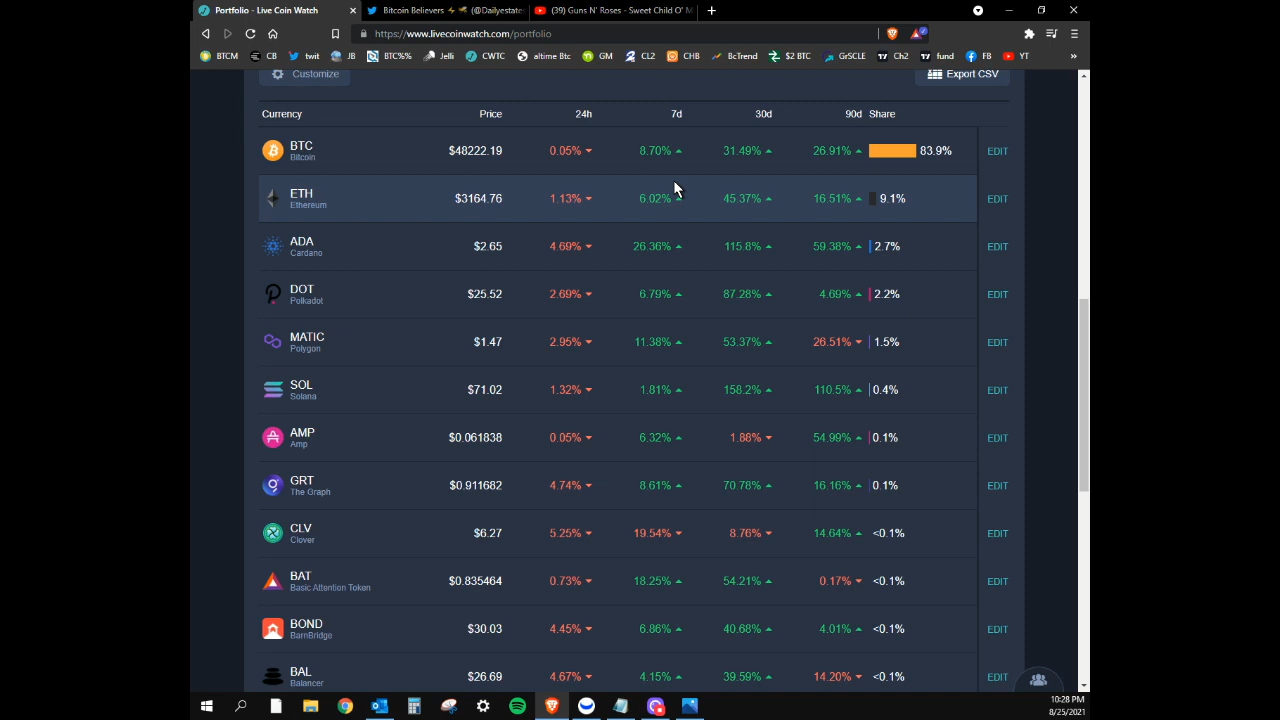 Portfolio - Live Coin Watch
Bitcoin Believers ⚡ (@Dailyestate
(39) Guns N' Roses - Sweet Child O' M
https://www.livecoinwatch.com/portfolio
BTCM CB twit JB BTC%% Jelli CWTC altime Btc GM CL2 CHB BcTrend $2 BTC GrSCLE Ch2 fund FB YT »
Customize
Export CSV
Currency Price 24h 7d 30d 90d Share
BTC $48222.19 0.05% 8.70% 31.49% 26.91% 83.9% EDIT
Bitcoin
ETH $3164.76 1.13% 6.02% 45.37% 16.51% 9.1% EDIT
Ethereum
ADA $2.65 4.69% 26.36% 115.8% 59.38% 2.7% EDIT
Cardano
DOT $25.52 2.69% 6.79% 87.28% 4.69% 2.2% EDIT
Polkadot
MATIC $1.47 2.95% 11.38% 53.37% 26.51% 1.5% EDIT
Polygon
SOL $71.02 1.32% 1.81% 158.2% 110.5% 0.4% EDIT
Solana
AMP $0.061838 0.05% 6.32% 1.88% 54.99% 0.1% EDIT
Amp
GRT $0.911682 4.74% 8.61% 70.78% 16.16% 0.1% EDIT
The Graph
CLV $6.27 5.25% 19.54% 8.76% 14.64% <0.1% EDIT
Clover
BAT $0.835464 0.73% 18.25% 54.21% 0.17% <0.1% EDIT
Basic Attention Token
BOND $30.03 4.45% 6.86% 40.68% 4.01% <0.1% EDIT
BarnBridge
BAL $26.69 4.67% 4.15% 39.59% 14.20% <0.1% EDIT
Balancer
10:28 PM
8/25/2021